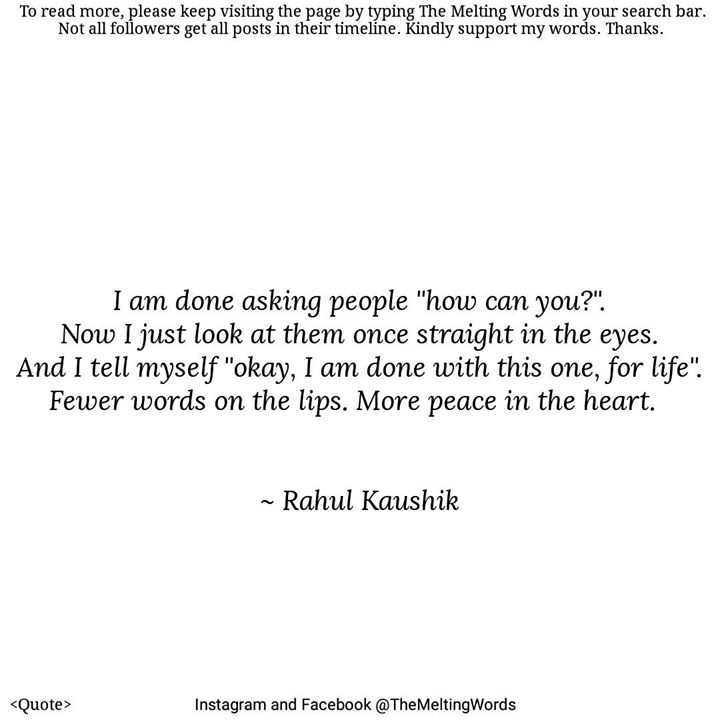 To read more, please keep visiting the page by typing The Melting Words in your search bar.
Not all followers get all posts in their timeline. Kindly support my words. Thanks.
I am done asking people "how can you?".
Now I just look at them once straight in the eyes.
And I tell myself "okay, I am done with this one, for life".
Fewer words on the lips. More peace in the heart.
~ Rahul Kaushik
<Quote> Instagram and Facebook @TheMeltingWords